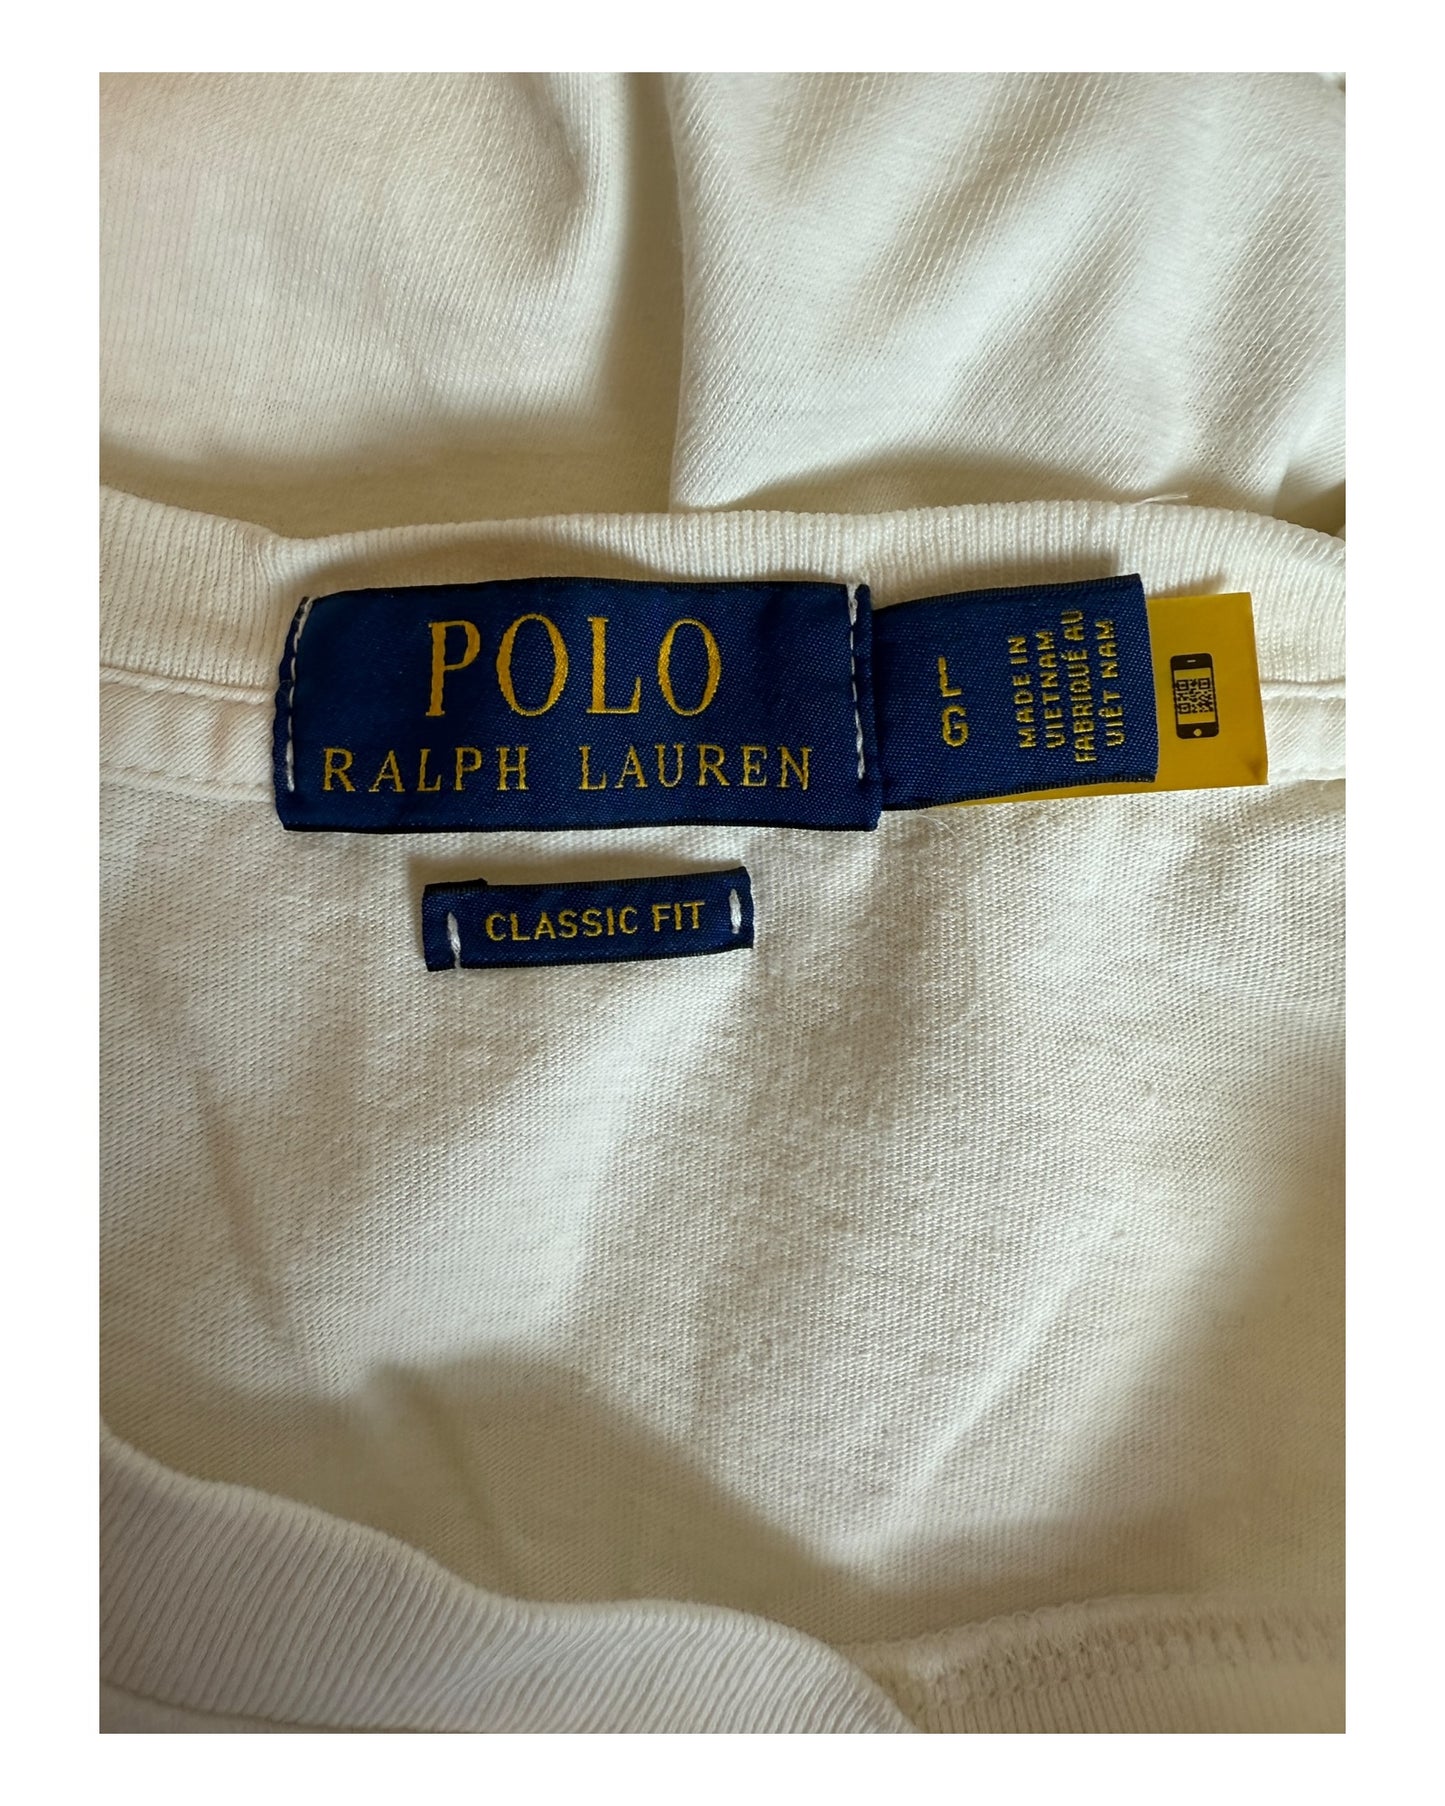 POLO
RALPH LAUREN
L
G
MADE IN
VIETNAM
FABRIQUÉ AU
VIÊT NAM
CLASSIC FIT